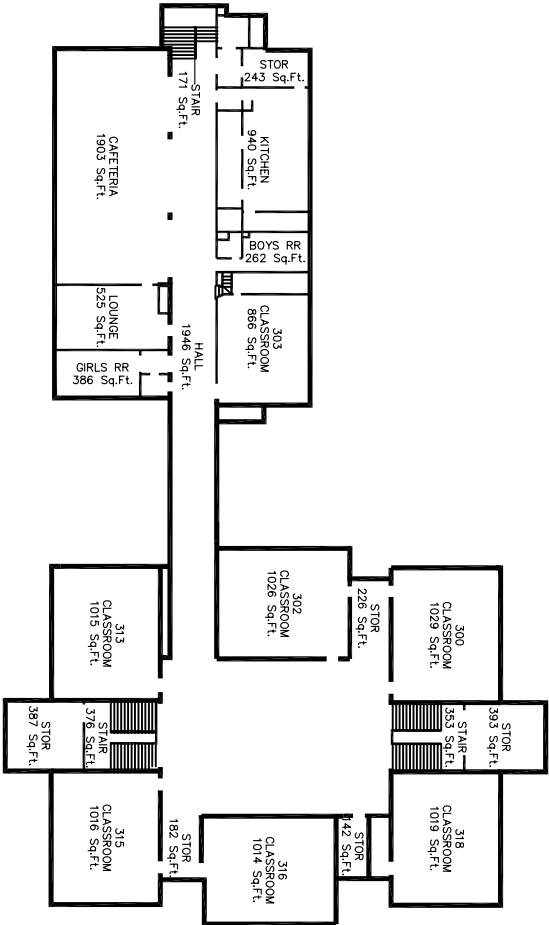 STOR
243 Sq.Ft.
STAIR
171 Sq.Ft.
CAFETERIA
1903 Sq.Ft.
KITCHEN
940 Sq.Ft.
BOYS RR
262 Sq.Ft.
LOUNGE
525 Sq.Ft.
303
CLASSROOM
866 Sq.Ft.
HALL
1946 Sq.Ft.
GIRLS RR
386 Sq.Ft.
313
CLASSROOM
1015 Sq.Ft.
302
CLASSROOM
1026 Sq.Ft.
STOR
226 Sq.Ft.
300
CLASSROOM
1029 Sq.Ft.
STOR
387 Sq.Ft.
STAIR
376 Sq.Ft.
STAIR
353 Sq.Ft.
STOR
393 Sq.Ft.
315
CLASSROOM
1016 Sq.Ft.
STOR
182 Sq.Ft.
316
CLASSROOM
1014 Sq.Ft.
STOR
142 Sq.Ft.
318
CLASSROOM
1019 Sq.Ft.